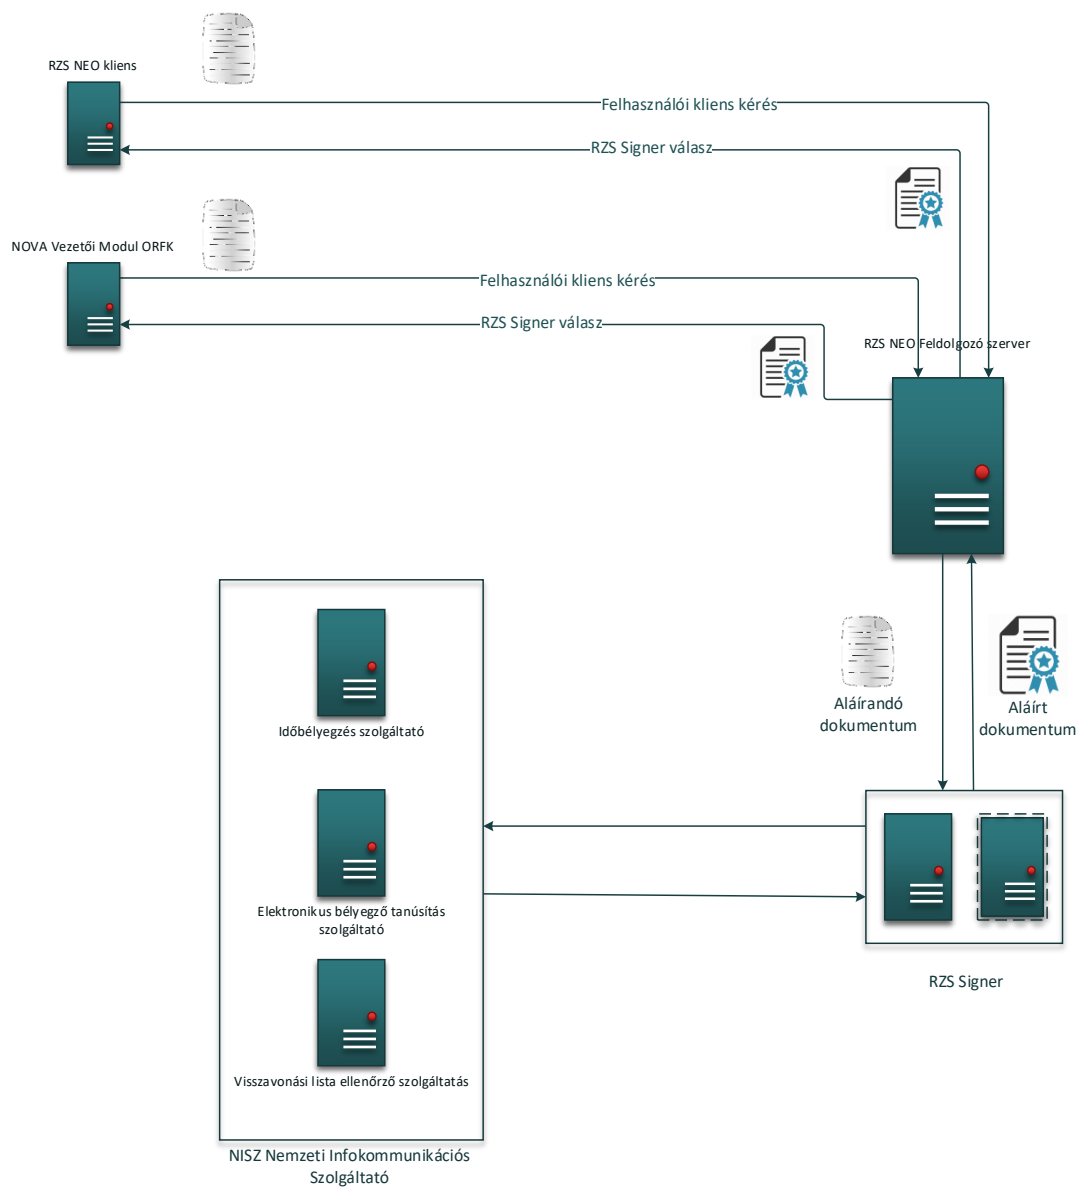 RZS NEO kliens
Felhasználói kliens kérés
RZS Signer válasz
NOVA Vezetői Modul ORFK
Felhasználói kliens kérés
RZS Signer válasz
RZS NEO Feldolgozó szerver
Aláírandó
dokumentum
Aláírt
dokumentum
Időbélyegzés szolgáltató
Elektronikus bélyegző tanúsítás
szolgáltató
RZS Signer
Visszavonási lista ellenőrző szolgáltatás
NISZ Nemzeti Infokommunikációs
Szolgáltató